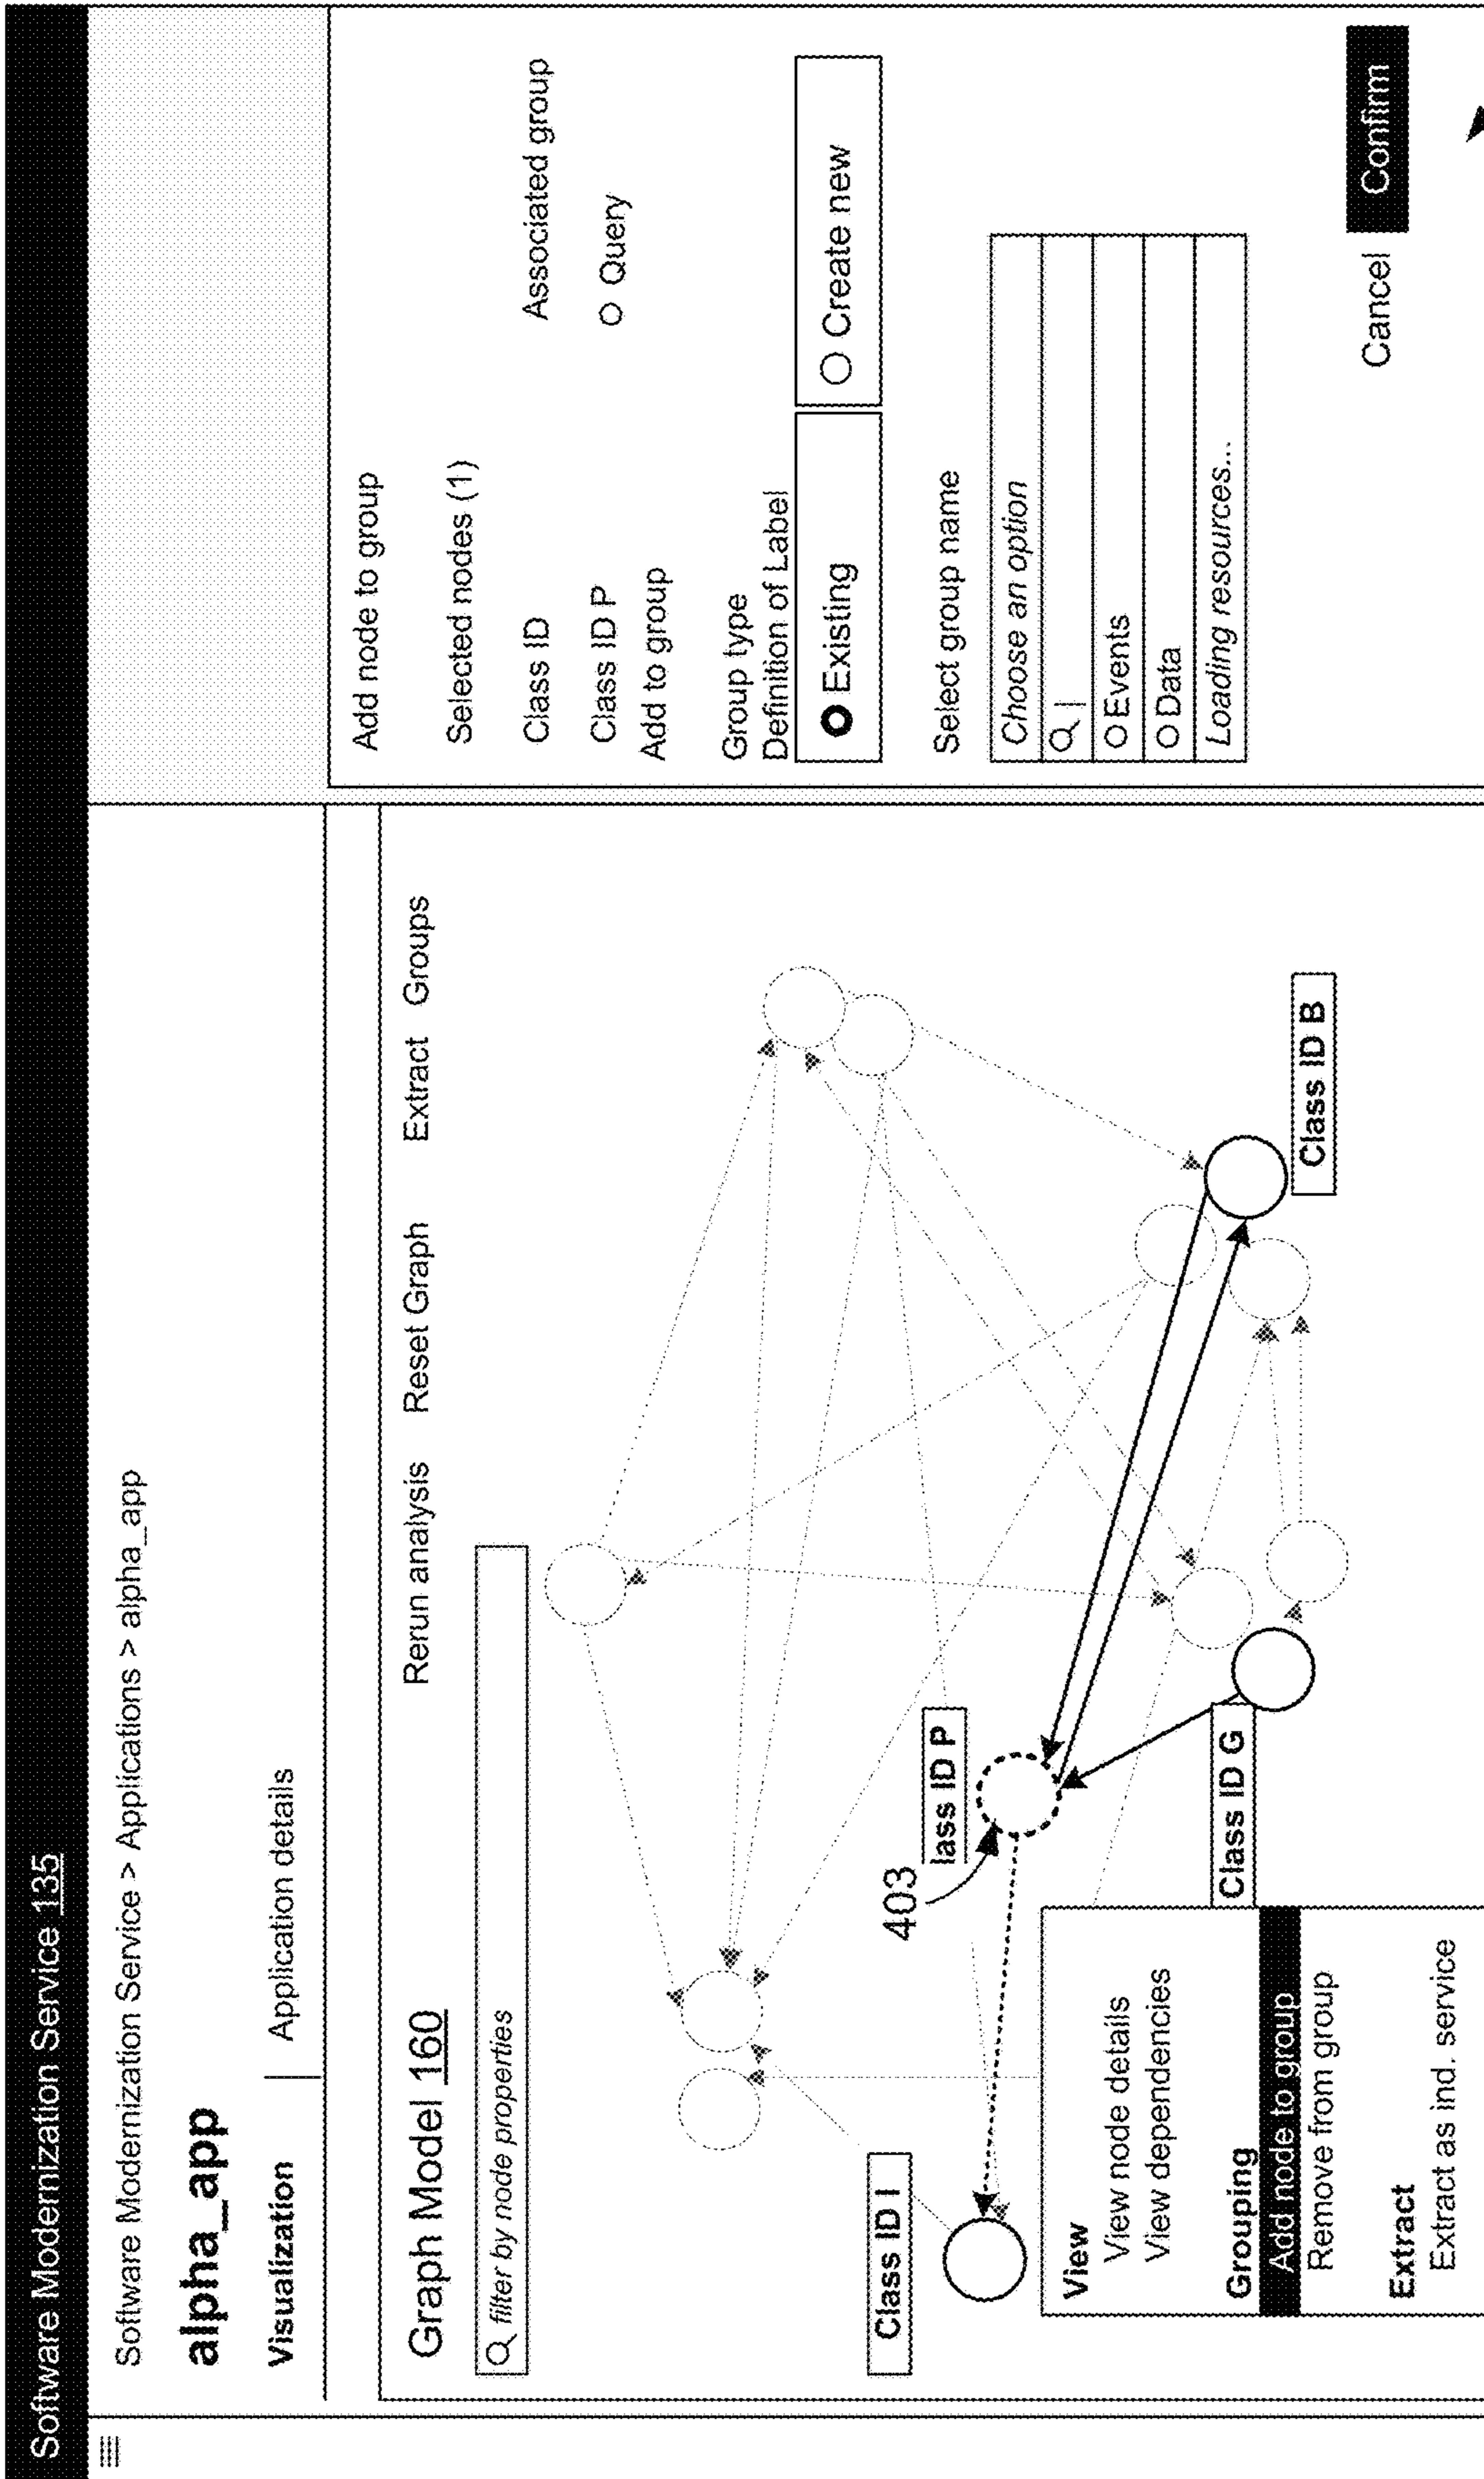 Software Modernization Service 135
Software Modernization Service > Applications > alpha_app
alpha_app
Visualization | Application details
Graph Model 160
Rerun analysis Reset Graph Extract Groups
filter by node properties
Class ID I
403
lass ID P
Class ID G
Class ID B
View
View node details
View dependencies
Grouping
Add node to group
Remove from group
Extract
Extract as ind. service
Add node to group
Selected nodes (1)
Class ID Associated group
Class ID P Query
Add to group
Group type
Definition of Label
Existing Create new
Select group name
Choose an option
Events
Data
Loading resources...
Cancel Confirm